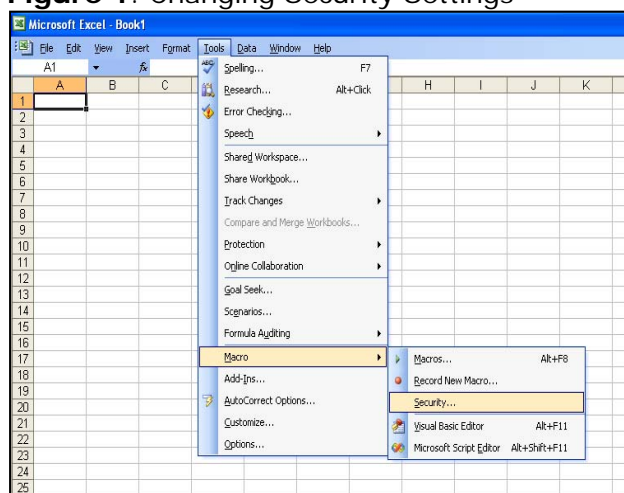 Figure 1: Changing Security Settings
Microsoft Excel - Book1
File Edit View Insert Format Tools Data Window Help
A1 fx
A B C H I J K
1
2
3
4
5
6
7
8
9
10
11
12
13
14
15
16
17
18
19
20
21
22
23
24
25
Spelling... F7
Research... Alt+Click
Error Checking...
Speech
Shared Workspace...
Share Workbook...
Track Changes
Compare and Merge Workbooks...
Protection
Online Collaboration
Goal Seek...
Scenarios...
Formula Auditing
Macro
Add-Ins...
AutoCorrect Options...
Customize...
Options...
Macros... Alt+F8
Record New Macro...
Security...
Visual Basic Editor Alt+F11
Microsoft Script Editor Alt+Shift+F11